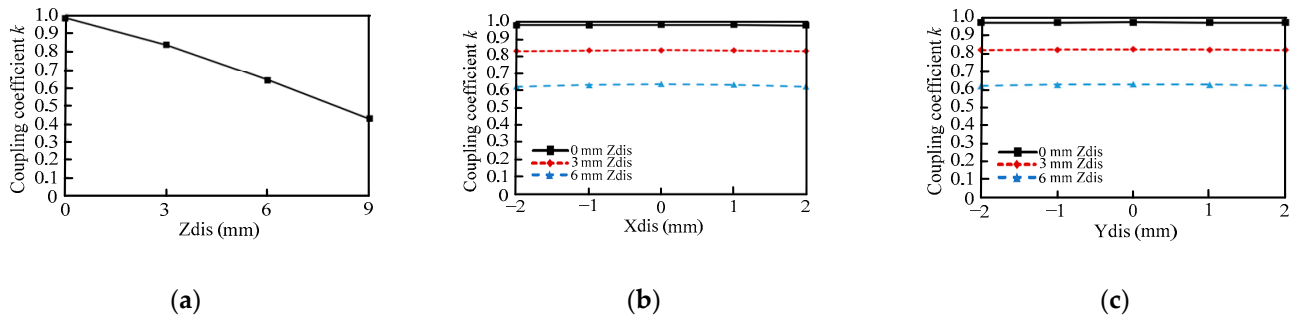 Coupling coefficient k
1.0
0.9
0.8
0.7
0.6
0.5
0.4
0.3
0.2
0.1
0
0 3 6 9
Zdis (mm)
(a)
Coupling coefficient k
1.0
0.9
0.8
0.7
0.6
0.5
0.4
0.3
0.2
0.1
0
0 mm Zdis
3 mm Zdis
6 mm Zdis
−2 −1 0 1 2
Xdis (mm)
(b)
Coupling coefficient k
1.0
0.9
0.8
0.7
0.6
0.5
0.4
0.3
0.2
0.1
0 mm Zdis
3 mm Zdis
6 mm Zdis
−2 −1 0 1 2
Ydis (mm)
(c)